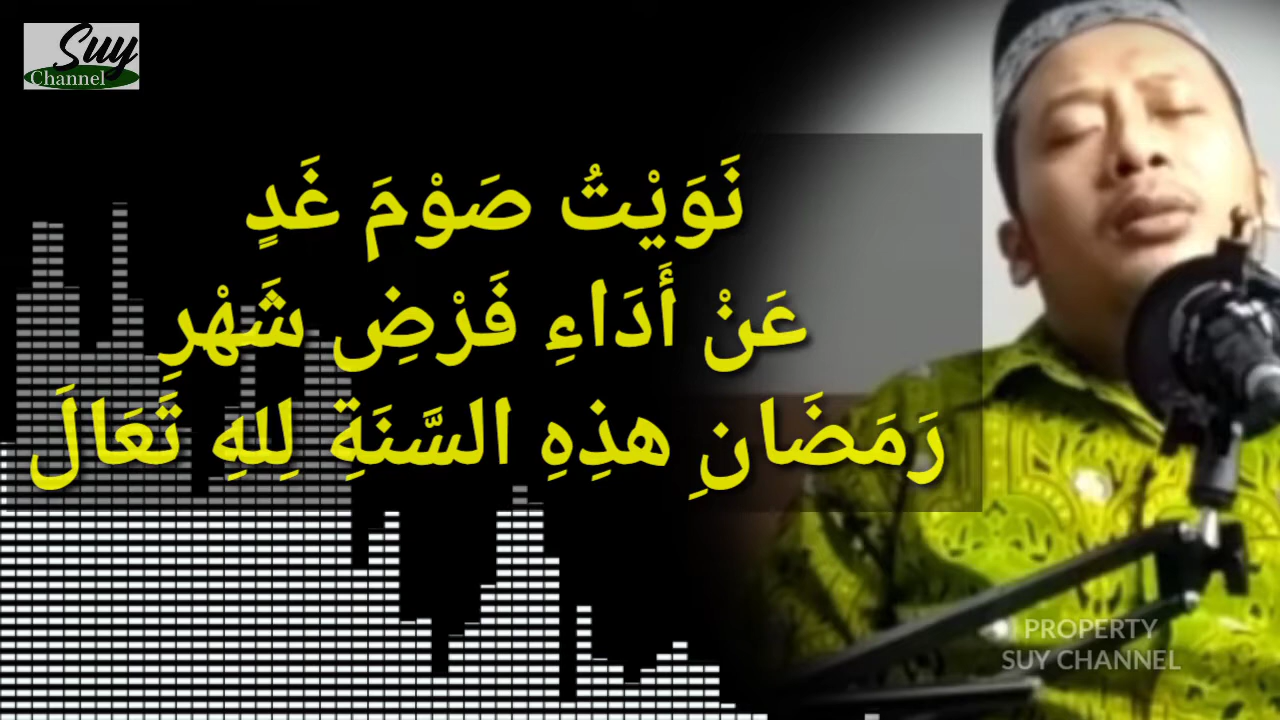 Suy
Channel
نَوَيْتُ صَوْمَ غَدٍ
عَنْ أَدَاءِ فَرْضِ شَهْرِ
رَمَضَانِ هذِهِ السَّنَةِ لِلهِ تَعَالَ
PROPERTY
SUY CHANNEL